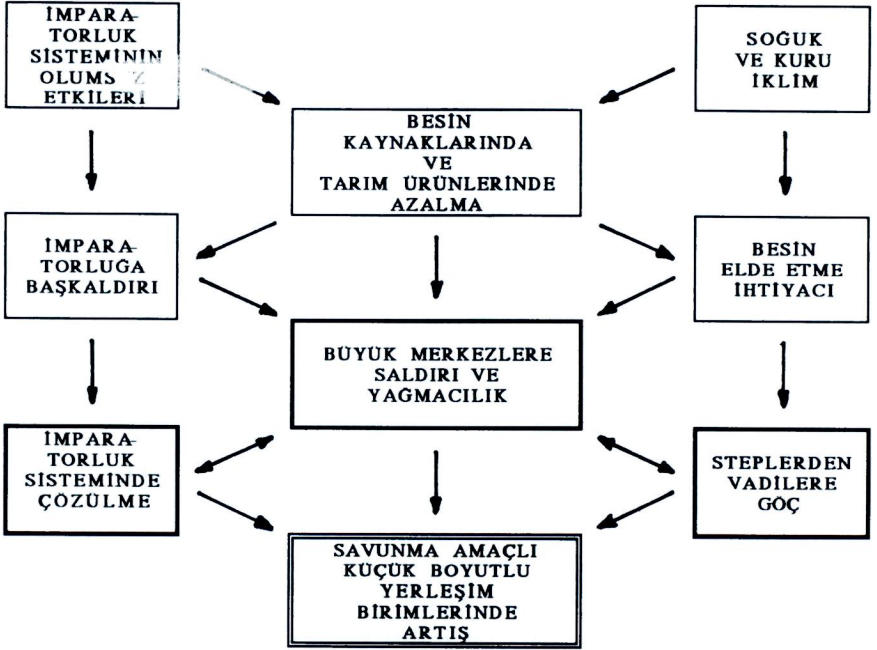 İMPARA-
TORLUK
SİSTEMİNİN
ETKİLERİ
SOĞUK
VE KURU
İKLİM
BESİN
KAYNAKLARINDA
VE
TARIM ÜRÜNLERİNDE
AZALMA
İMPARA-
TORLUĞA
BAŞKALDIRI
BESİN
ELDE ETME
İHTİYACI
BÜYÜK MERKEZLERE
SALDIRI VE
YAĞMACILIK
İMPARA-
TORLUK
SİSTEMİNDE
ÇÖZÜLME
STEPLERDEN
VADİLERE
GÖÇ
SAVUNMA AMAÇLI
KÜÇÜK BOYUTLU
YERLEŞİM
BİRİMLERİNDE
ARTIŞ